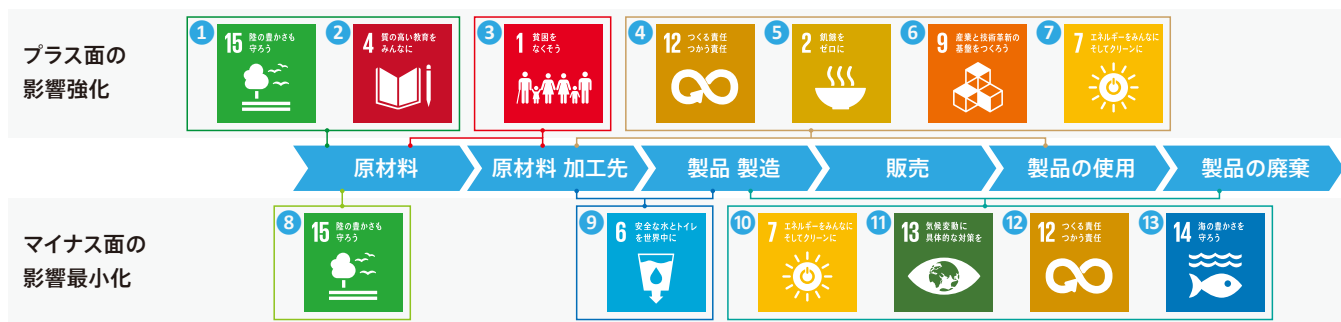 プラス面の
影響強化
1
15 陸の豊かさも
守ろう
2
4 質の高い教育を
みんなに
3
1 貧困を
なくそう
4
12 つくる責任
つかう責任
5
2 飢餓を
ゼロに
6
9 産業と技術革新の
基盤をつくろう
7
7 エネルギーをみんなに
そしてクリーンに
原材料
原材料 加工先
製品 製造
販売
製品の使用
製品の廃棄
マイナス面の
影響最小化
8
15 陸の豊かさも
守ろう
9
6 安全な水とトイレ
を世界中に
10
7 エネルギーをみんなに
そしてクリーンに
11
13 気候変動に
具体的な対策を
12
12 つくる責任
つかう責任
13
14 海の豊かさを
守ろう